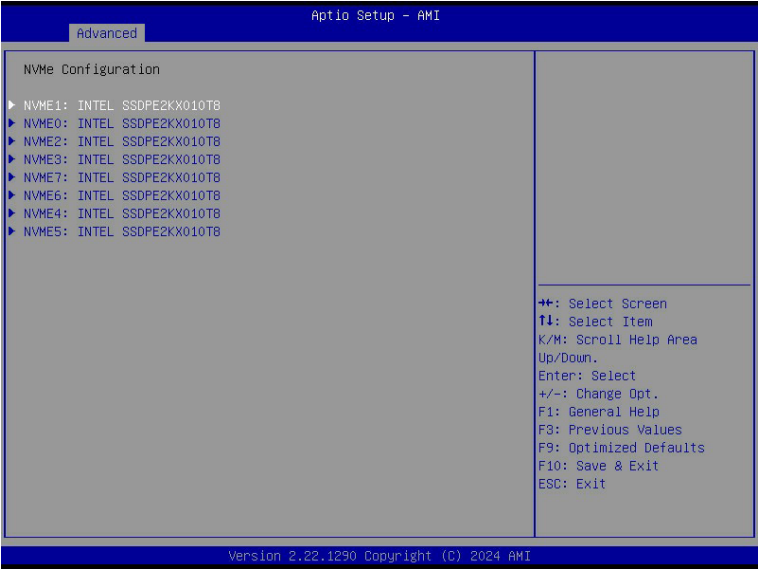 Aptio Setup – AMI
Advanced
NVMe Configuration
▶ NVME1: INTEL SSDPE2KX010T8
▶ NVME0: INTEL SSDPE2KX010T8
▶ NVME2: INTEL SSDPE2KX010T8
▶ NVME3: INTEL SSDPE2KX010T8
▶ NVME7: INTEL SSDPE2KX010T8
▶ NVME6: INTEL SSDPE2KX010T8
▶ NVME4: INTEL SSDPE2KX010T8
▶ NVME5: INTEL SSDPE2KX010T8
→←: Select Screen
↑↓: Select Item
K/M: Scroll Help Area
Up/Down.
Enter: Select
+/-: Change Opt.
F1: General Help
F3: Previous Values
F9: Optimized Defaults
F10: Save & Exit
ESC: Exit
Version 2.22.1290 Copyright (C) 2024 AMI